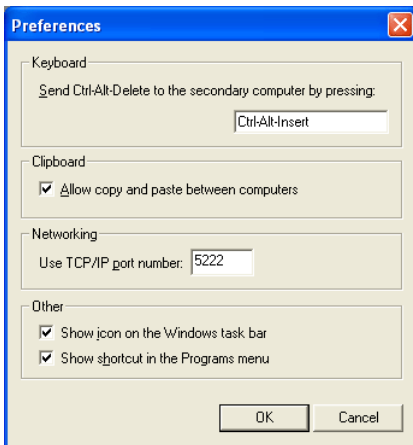 Preferences
Keyboard
Send Ctrl-Alt-Delete to the secondary computer by pressing:
Ctrl-Alt-Insert
Clipboard
Allow copy and paste between computers
Networking
Use TCP/IP port number: 5222
Other
Show icon on the Windows task bar
Show shortcut in the Programs menu
OK Cancel